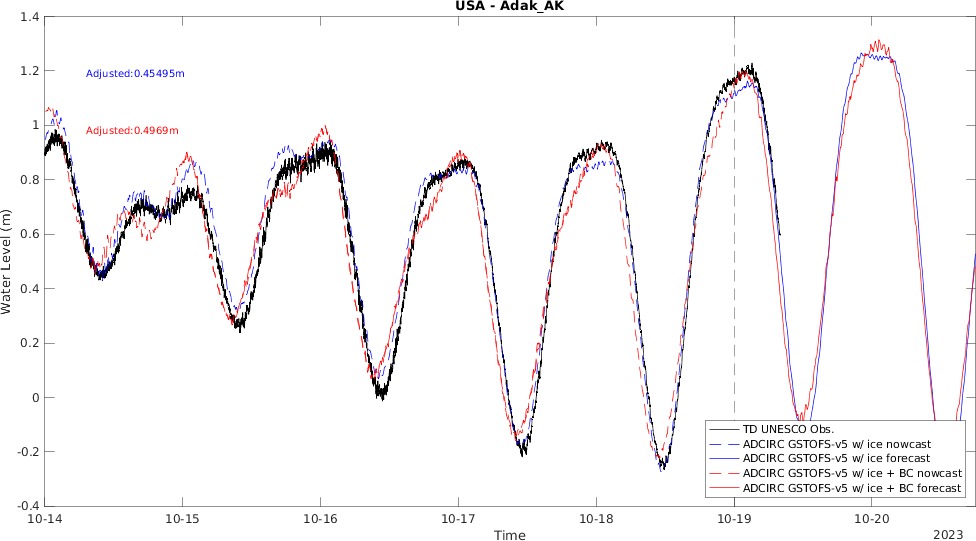 USA - Adak_AK
1.4
1.2
1
0.8
0.6
0.4
0.2
0
-0.2
-0.4
Water Level (m)
Adjusted:0.45495m
Adjusted:0.4969m
TD UNESCO Obs.
ADCIRC GSTOFS-v5 w/ ice nowcast
ADCIRC GSTOFS-v5 w/ ice forecast
ADCIRC GSTOFS-v5 w/ ice + BC nowcast
ADCIRC GSTOFS-v5 w/ ice + BC forecast
10-14 10-15 10-16 10-17 10-18 10-19 10-20
Time
2023